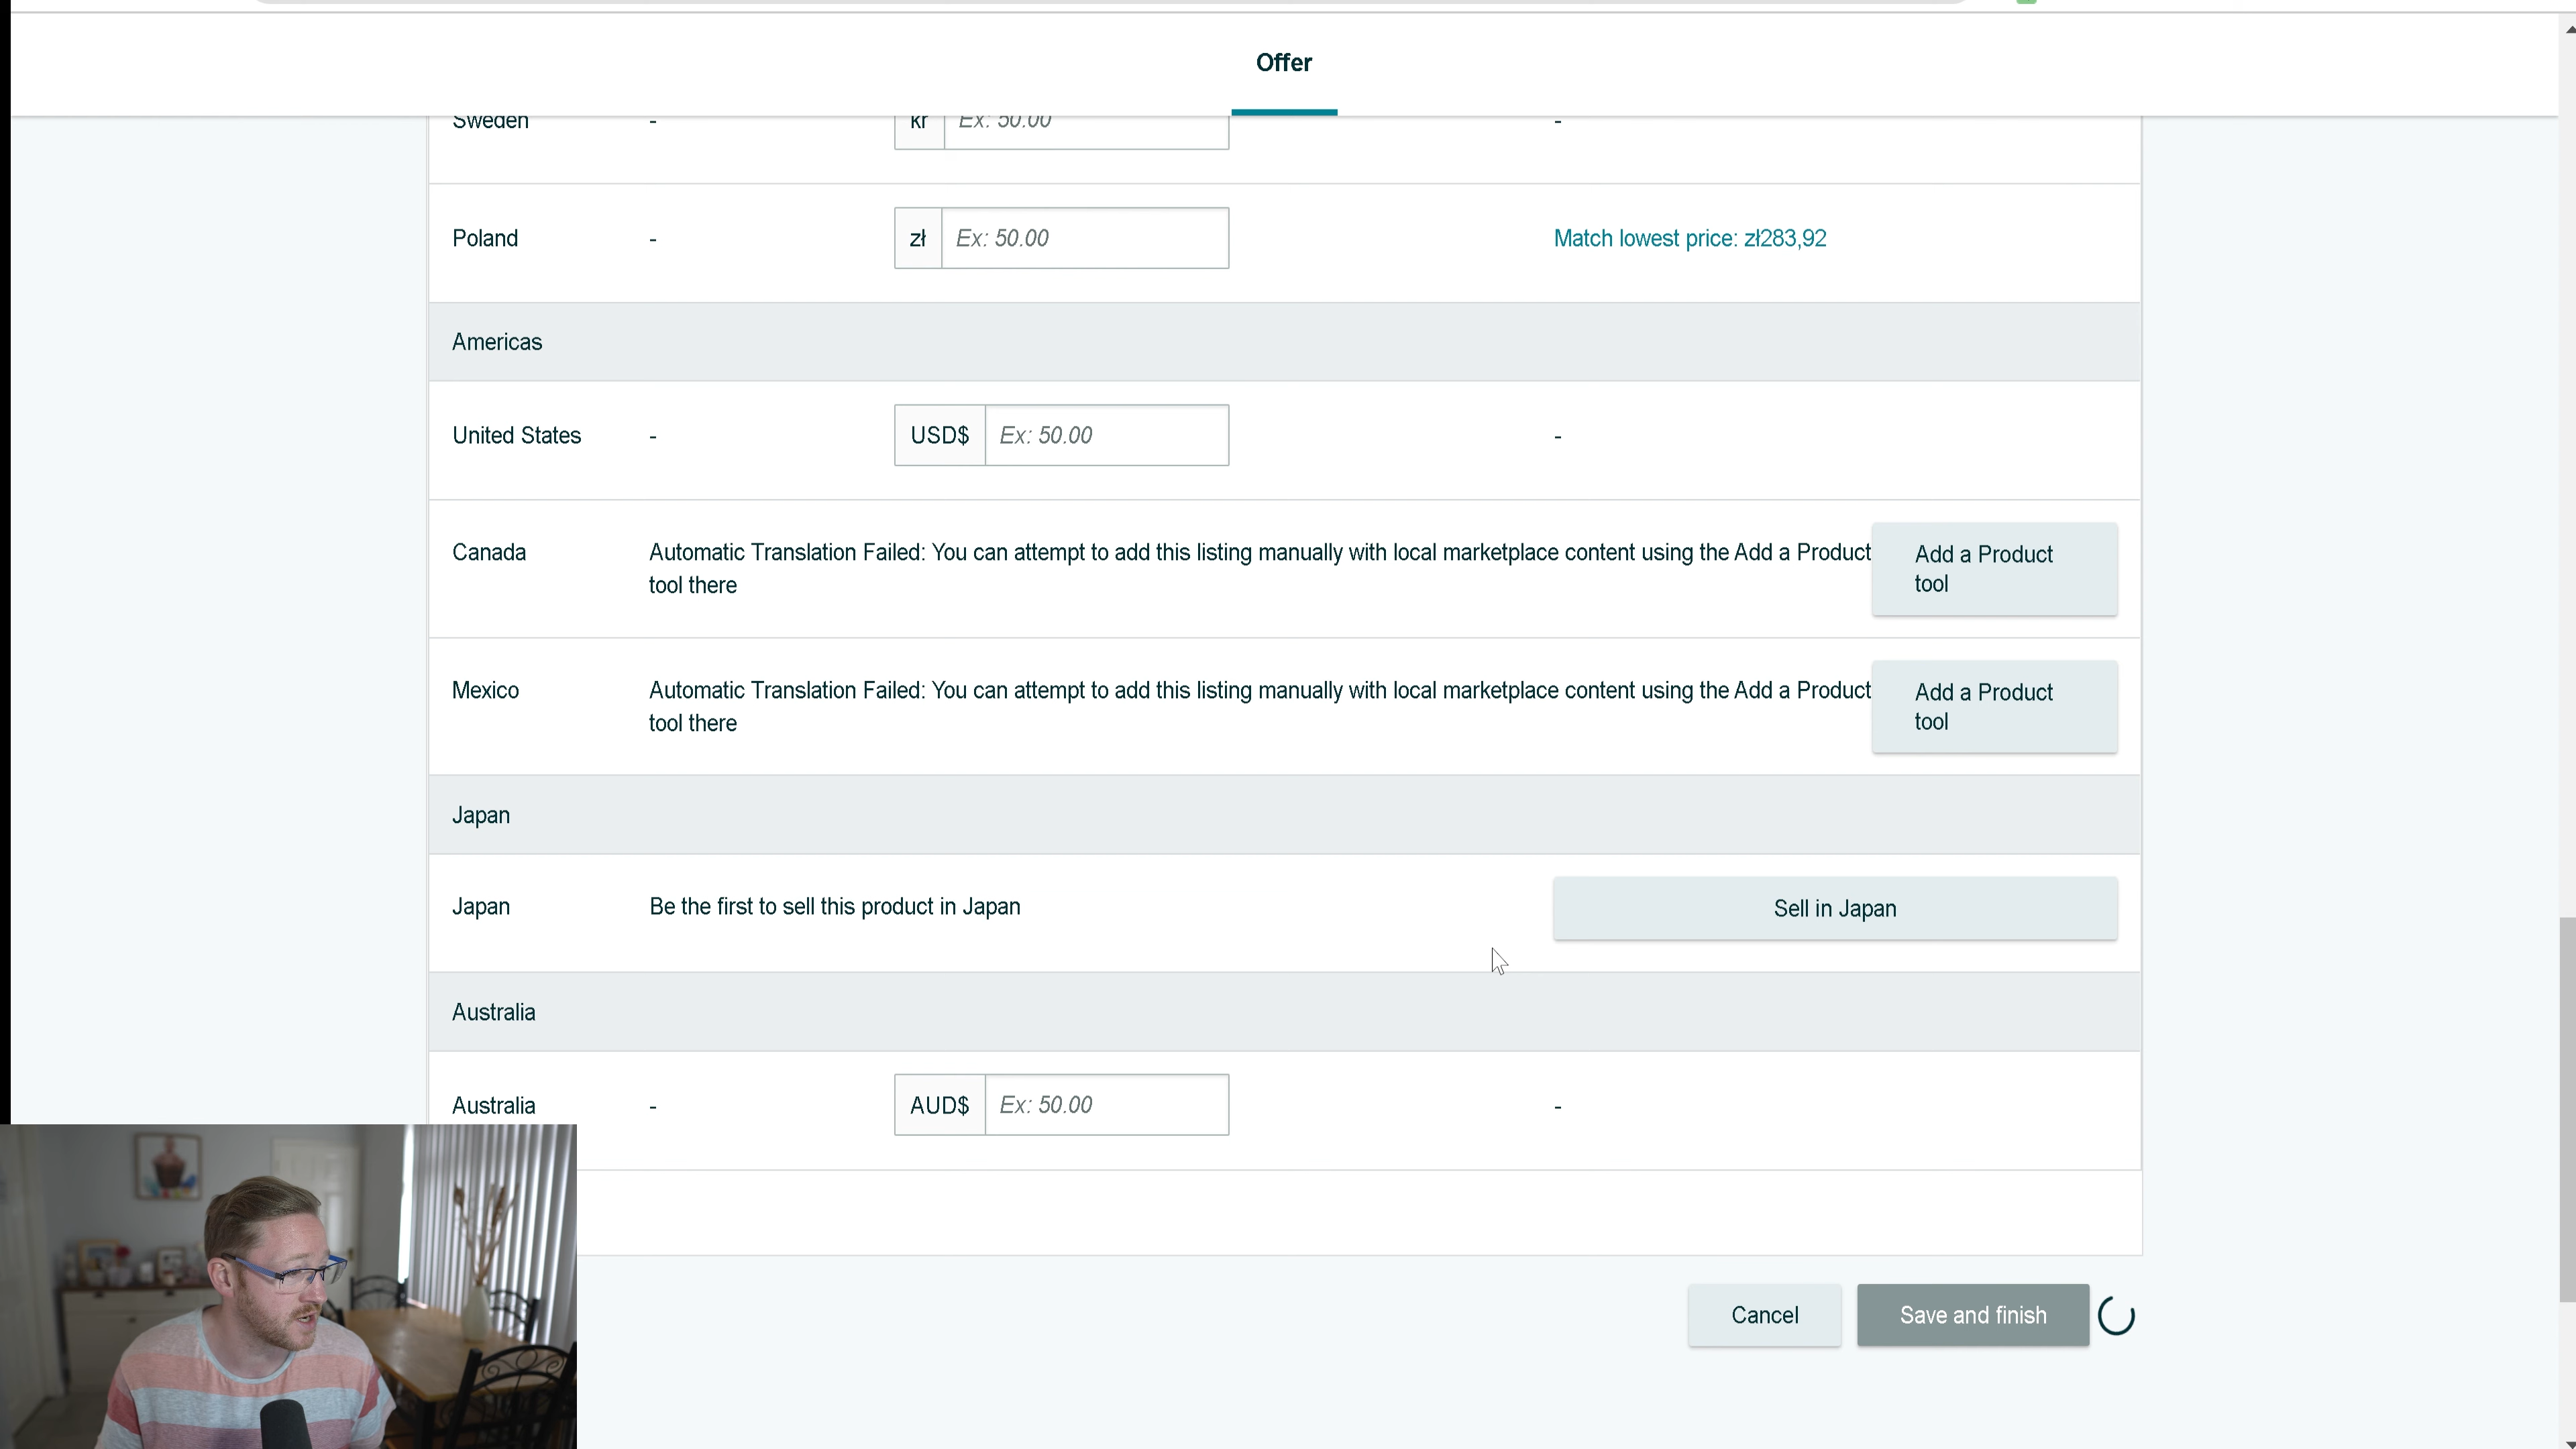 Offer
Sweden - kr Ex: 50.00 -
Poland - zł Ex: 50.00 Match lowest price: zł283,92
Americas
United States - USD$ Ex: 50.00 -
Canada Automatic Translation Failed: You can attempt to add this listing manually with local marketplace content using the Add a Product
tool there
Add a Product
tool
Mexico Automatic Translation Failed: You can attempt to add this listing manually with local marketplace content using the Add a Product
tool there
Add a Product
tool
Japan
Japan Be the first to sell this product in Japan Sell in Japan
Australia
Australia - AUD$ Ex: 50.00 -
Cancel Save and finish